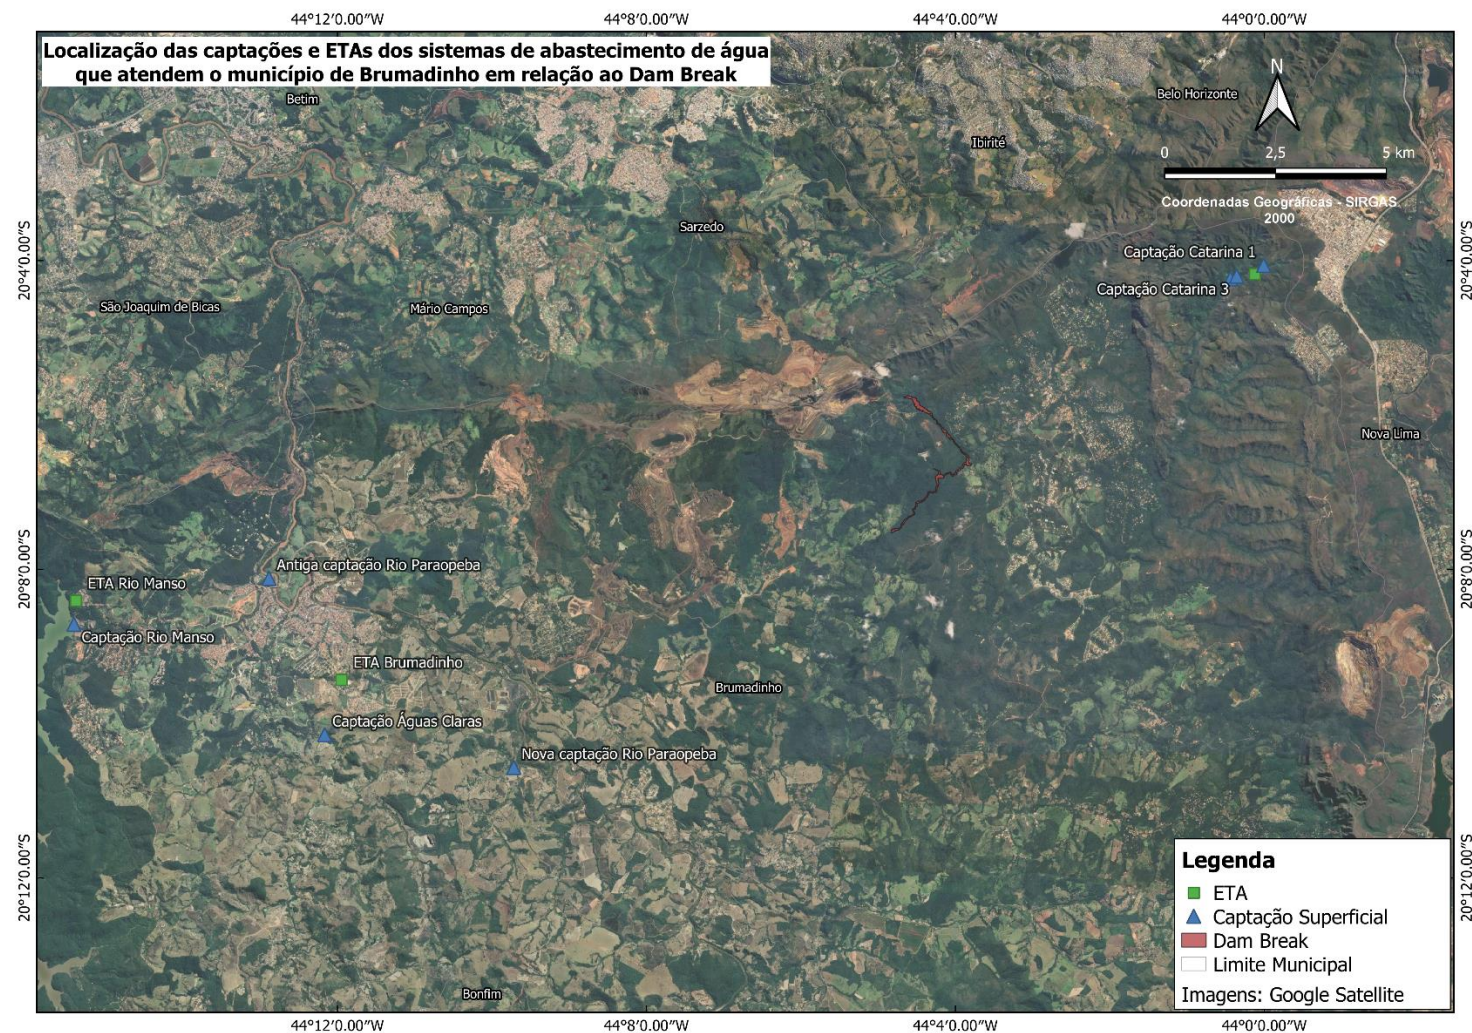 44°12'0.00"W
44°8'0.00"W
44°4'0.00"W
44°0'0.00"W
Localização das captações e ETAs dos sistemas de abastecimento de água
que atendem o município de Brumadinho em relação ao Dam Break
Betim
Belo Horizonte
N
Ibirité
0
2,5
5 km
Coordenadas Geográficas - SIRGAS
2000
Sarzedo
20°4'0.00"S
20°4'0.00"S
Captação Catarina 1
Captação Catarina 3
São Joaquim de Bicas
Mário Campos
Nova Lima
20°8'0.00"S
20°8'0.00"S
Antiga captação Rio Paraopeba
ETA Rio Manso
Captação Rio Manso
ETA Brumadinho
Brumadinho
Captação Águas Claras
Nova captação Rio Paraopeba
20°12'0.00"S
20°12'0.00"S
Legenda
ETA
Captação Superficial
Dam Break
Limite Municipal
Imagens: Google Satellite
Bonfim
44°12'0.00"W
44°8'0.00"W
44°4'0.00"W
44°0'0.00"W